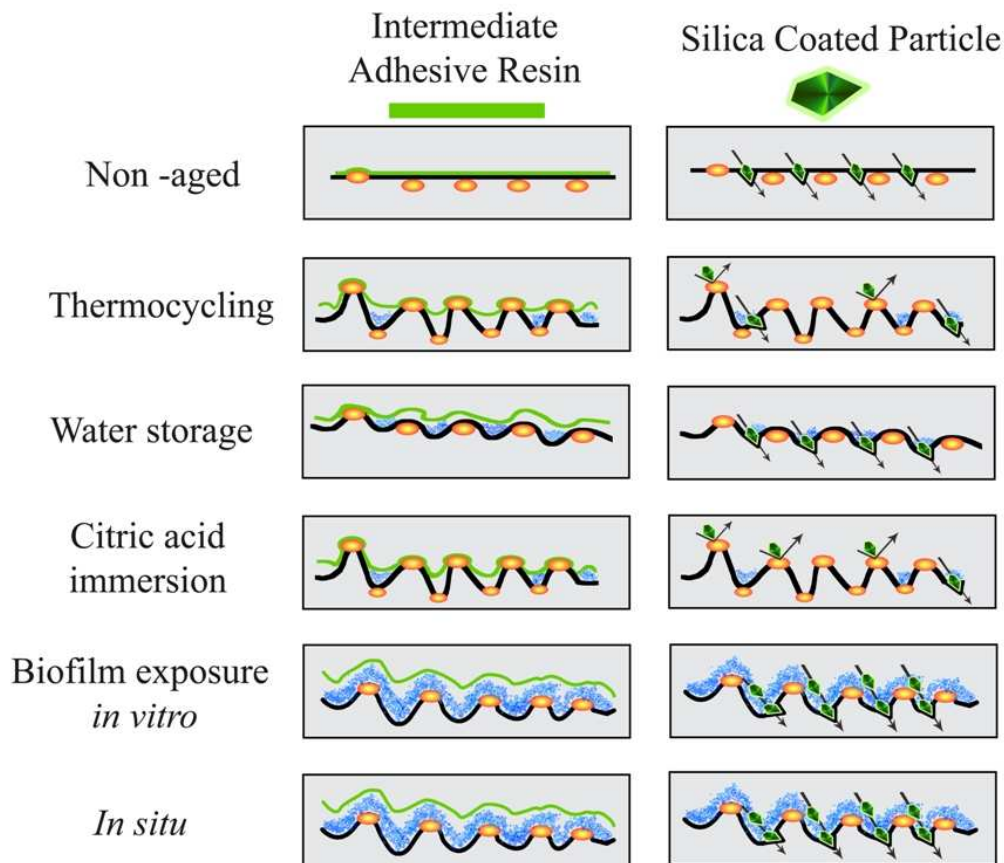 Intermediate
Adhesive Resin
Silica Coated Particle
Non -aged
Thermocycling
Water storage
Citric acid
immersion
Biofilm exposure
in vitro
In situ